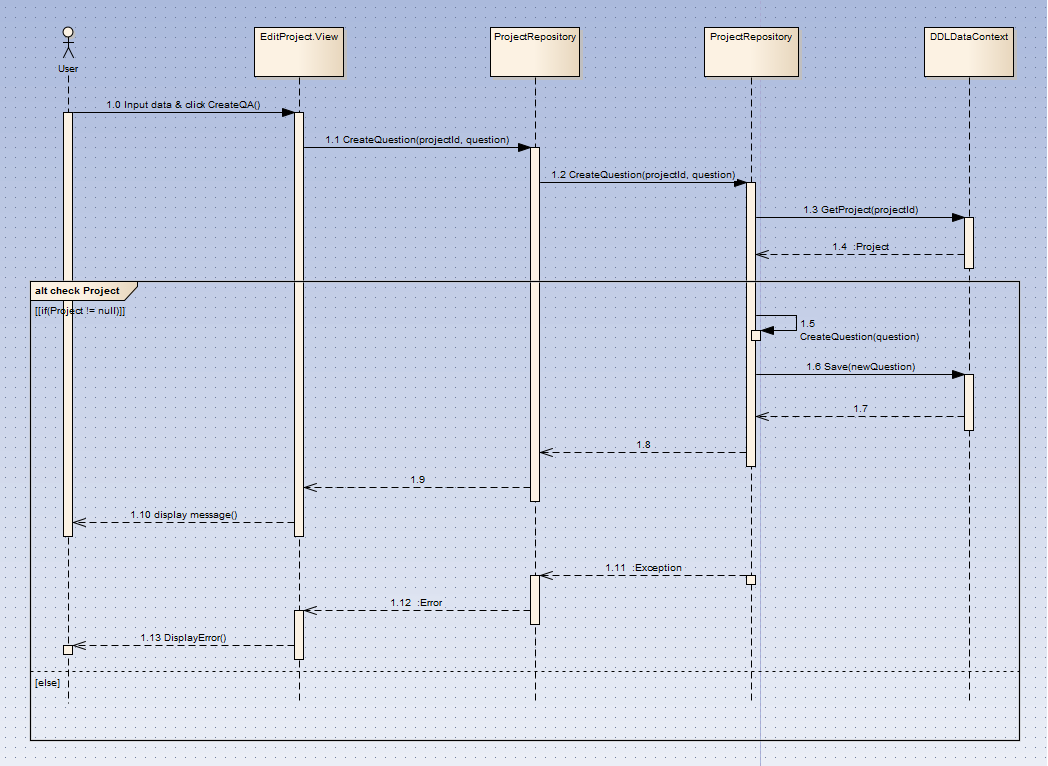 EditProject.View
ProjectRepository
ProjectRepository
DDLDataContext
User
1.0 Input data & click CreateQA()
1.1 CreateQuestion(projectId, question)
1.2 CreateQuestion(projectId, question)
1.3 GetProject(projectId)
1.4 :Project
alt check Project
[[if(Project != null)]]
1.5
CreateQuestion(question)
1.6 Save(newQuestion)
1.7
1.8
1.9
1.10 display message()
1.11 :Exception
1.12 :Error
1.13 DisplayError()
[else]